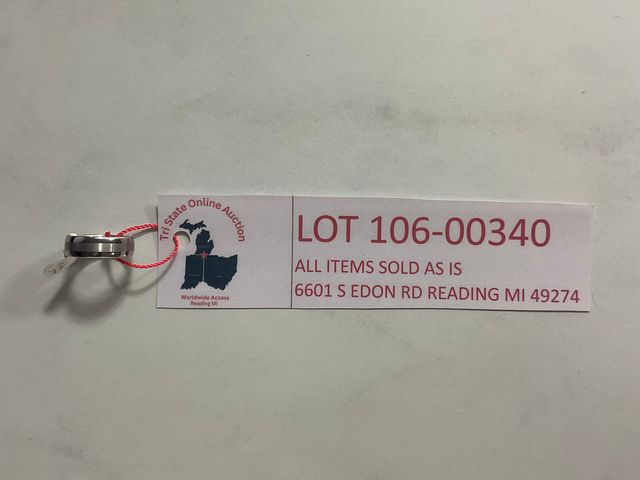 Tri State Online Auction
Worldwide Access
Reading MI
LOT 106-00340
ALL ITEMS SOLD AS IS
6601 S EDON RD READING MI 49274